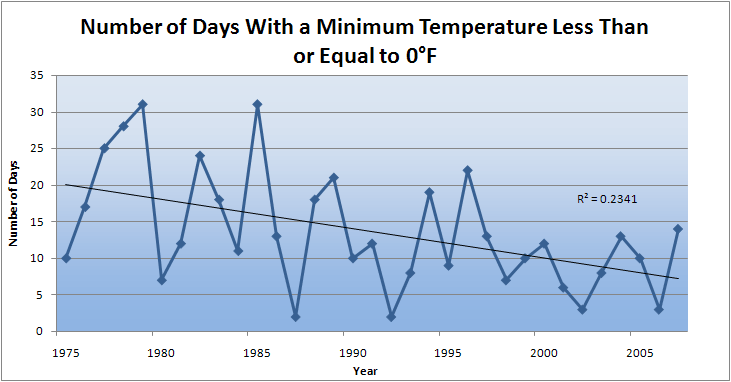 Number of Days With a Minimum Temperature Less Than
or Equal to 0°F
35
30
25
20
15
10
5
0
Number of Days
R² = 0.2341
1975 1980 1985 1990 1995 2000 2005
Year